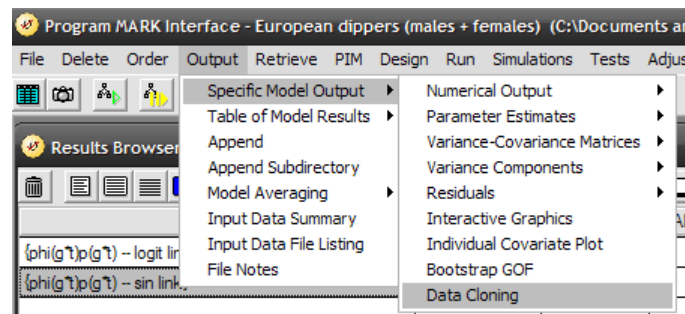 Program MARK Interface - European dippers (males + females) (C:\Documents a
File Delete Order Output Retrieve PIM Design Run Simulations Tests Adjus
Specific Model Output
Table of Model Results
Append
Append Subdirectory
Model Averaging
Input Data Summary
Input Data File Listing
File Notes
Numerical Output
Parameter Estimates
Variance-Covariance Matrices
Variance Components
Residuals
Interactive Graphics
Individual Covariate Plot
Bootstrap GOF
Data Cloning
Results Browser
{phi(g*t)p(g*t) -- logit lin
{phi(g*t)p(g*t) -- sin link